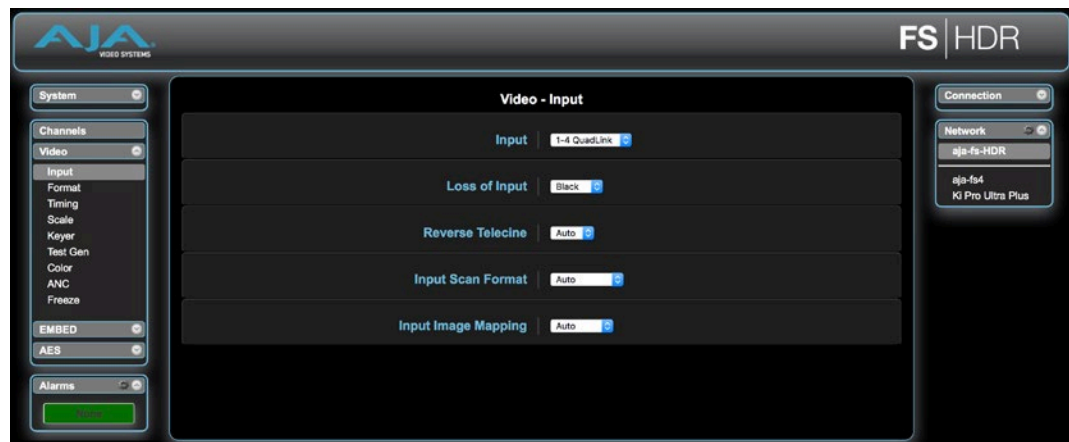 AJA
VIDEO SYSTEMS
FS HDR
System
Channels
Video
Input
Format
Timing
Scale
Keyer
Test Gen
Color
ANC
Freeze
EMBED
AES
Alarms
None
Video - Input
Input 1-4 QuadLink
Loss of Input Black
Reverse Telecine Auto
Input Scan Format Auto
Input Image Mapping Auto
Connection
Network
aja-fs-HDR
aja-fs4
Ki Pro Ultra Plus